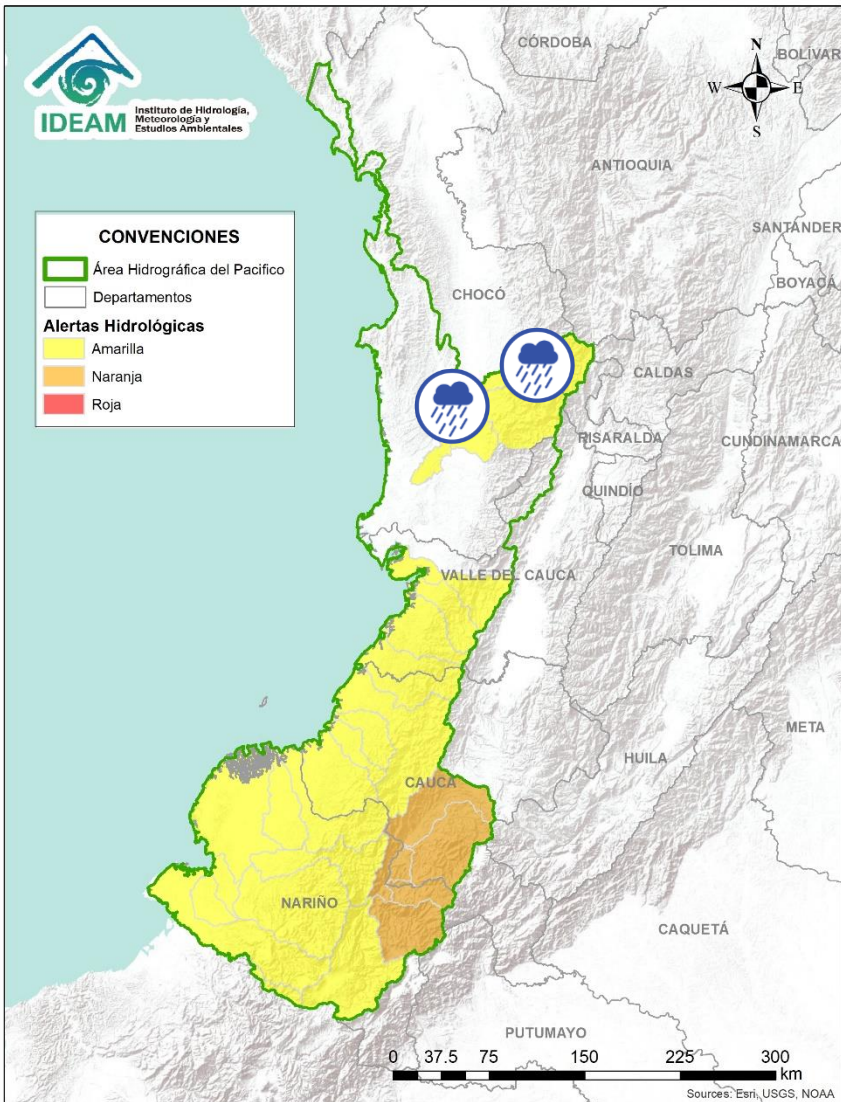 IDEAM
Instituto de Hidrología,
Meteorología y
Estudios Ambientales
CONVENCIONES
Área Hidrográfica del Pacifico
Departamentos
Alertas Hidrológicas
Amarilla
Naranja
Roja
N
W
E
S
CÓRDOBA
BOLÍVAR
ANTIOQUIA
SANTANDER
BOYACÁ
CHOCÓ
CALDAS
RISARALDA
CUNDINAMARCA
QUINDÍO
TOLIMA
VALLE DEL CAUCA
META
HUILA
CAUCA
NARIÑO
CAQUETÁ
PUTUMAYO
0 37.5 75 150 225 300
km
Sources: Esri, USGS, NOAA